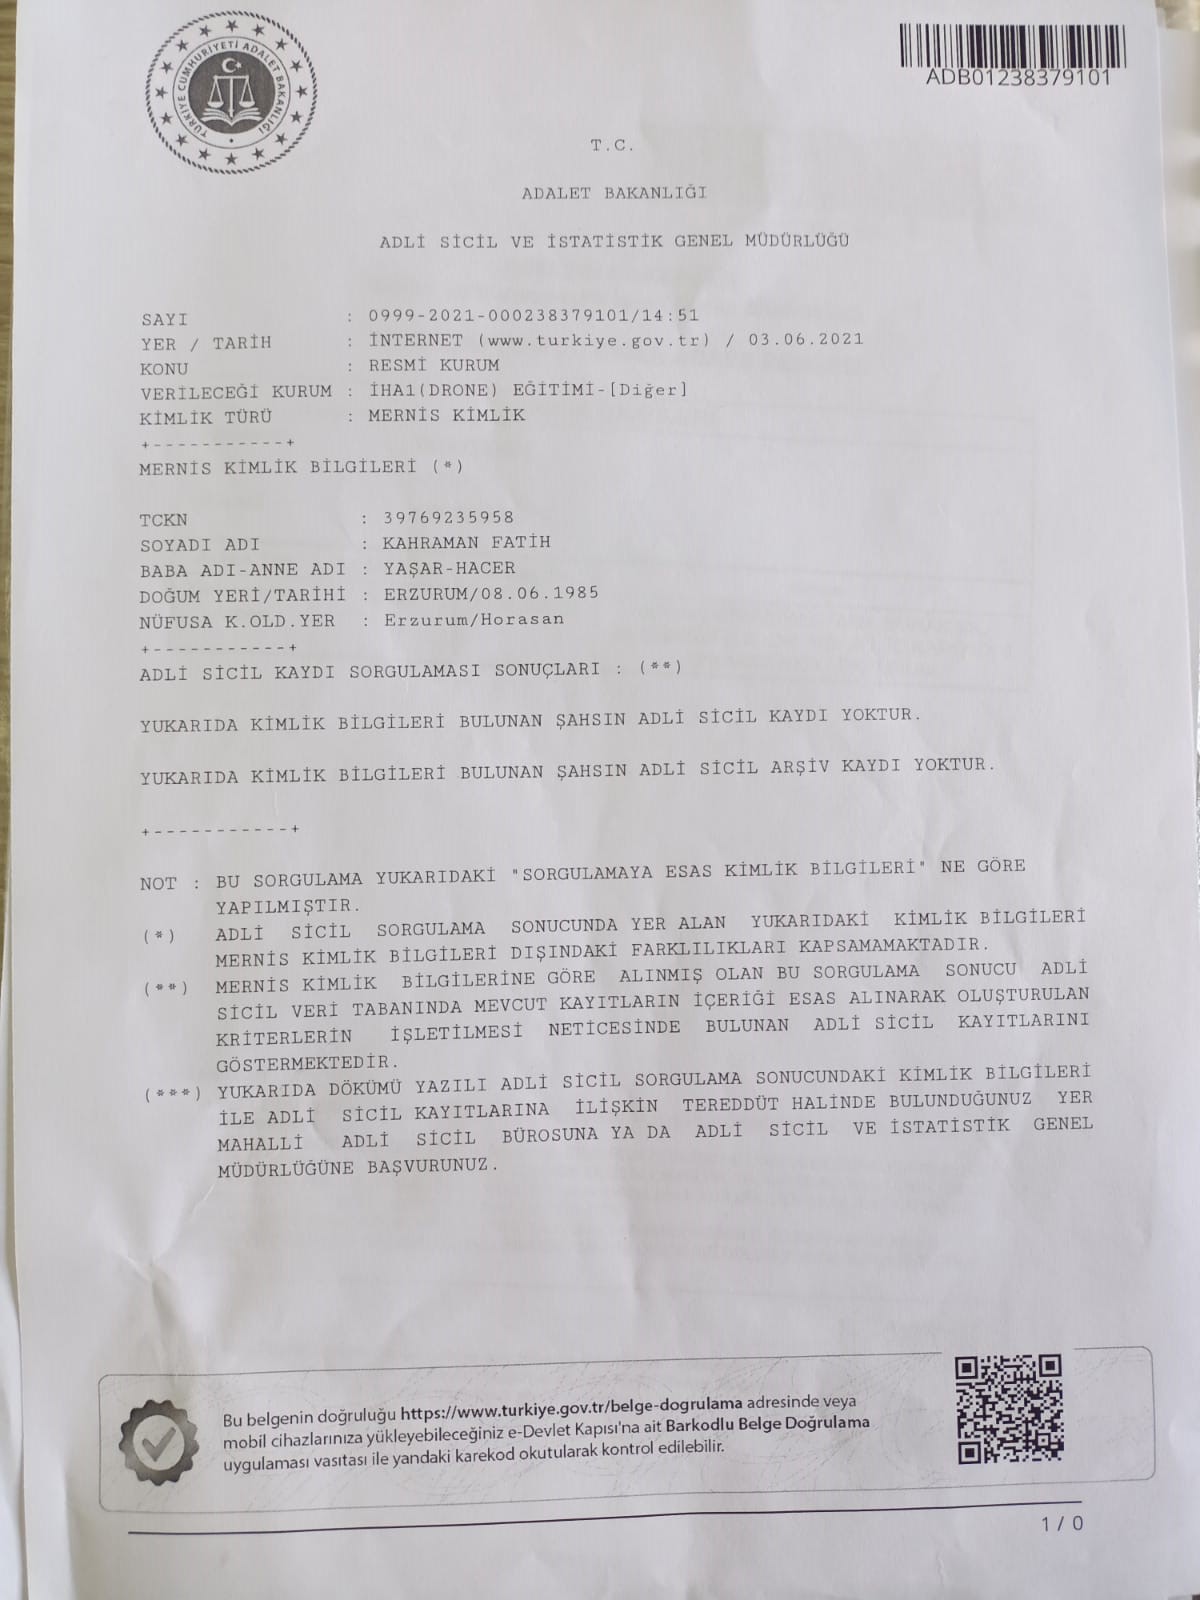 TÜRKİYE CUMHURİYETİ ADALET BAKANLIĞI
TÜRKİYE BAKANLIĞI
ADB01238379101
T.C.
ADALET BAKANLIĞI
ADLİ SİCİL VE İSTATİSTİK GENEL MÜDÜRLÜĞÜ
SAYI : 0999-2021-000238379101/14:51
YER / TARİH : İNTERNET (www.turkiye.gov.tr) / 03.06.2021
KONU : RESMİ KURUM
VERİLECEĞİ KURUM : İHA1(DRONE) EĞİTİMİ-[Diğer]
KİMLİK TÜRÜ : MERNİS KİMLİK
+-----------+
MERNİS KİMLİK BİLGİLERİ (*)
TCKN : 39769235958
SOYADI ADI : KAHRAMAN FATİH
BABA ADI-ANNE ADI : YAŞAR-HACER
DOĞUM YERİ/TARİHİ : ERZURUM/08.06.1985
NÜFUSA K.OLD.YER : Erzurum/Horasan
+-----------+
ADLİ SİCİL KAYDI SORGULAMASI SONUÇLARI : (**)
YUKARIDA KİMLİK BİLGİLERİ BULUNAN ŞAHSIN ADLİ SİCİL KAYDI YOKTUR.
YUKARIDA KİMLİK BİLGİLERİ BULUNAN ŞAHSIN ADLİ SİCİL ARŞİV KAYDI YOKTUR.
+-----------+
NOT : BU SORGULAMA YUKARIDAKİ "SORGULAMAYA ESAS KİMLİK BİLGİLERİ" NE GÖRE
YAPILMIŞTIR.
(*) ADLİ SİCİL SORGULAMA SONUCUNDA YER ALAN YUKARIDAKİ KİMLİK BİLGİLERİ
MERNİS KİMLİK BİLGİLERİ DIŞINDAKİ FARKLILIKLARI KAPSAMAMAKTADIR.
(**) MERNİS KİMLİK BİLGİLERİNE GÖRE ALINMIŞ OLAN BU SORGULAMA SONUCU ADLİ
SİCİL VERİ TABANINDA MEVCUT KAYITLARIN İÇERİĞİ ESAS ALINARAK OLUŞTURULAN
KRİTERLERİN İŞLETİLMESİ NETİCESİNDE BULUNAN ADLİ SİCİL KAYITLARINI
GÖSTERMEKTEDİR.
(***) YUKARIDA DÖKÜMÜ YAZILI ADLİ SİCİL SORGULAMA SONUCUNDAKİ KİMLİK BİLGİLERİ
İLE ADLİ SİCİL KAYITLARINA İLİŞKİN TEREDDÜT HALİNDE BULUNDUĞUNUZ YER
MAHALLİ ADLİ SİCİL BÜROSUNA YA DA ADLİ SİCİL VE İSTATİSTİK GENEL
MÜDÜRLÜĞÜNE BAŞVURUNUZ.
Bu belgenin doğruluğu https://www.turkiye.gov.tr/belge-dogrulama adresinde veya
mobil cihazlarınıza yükleyebileceğiniz e-Devlet Kapısı'na ait Barkodlu Belge Doğrulama
uygulaması vasıtası ile yandaki karekod okutularak kontrol edilebilir.
1 / 0